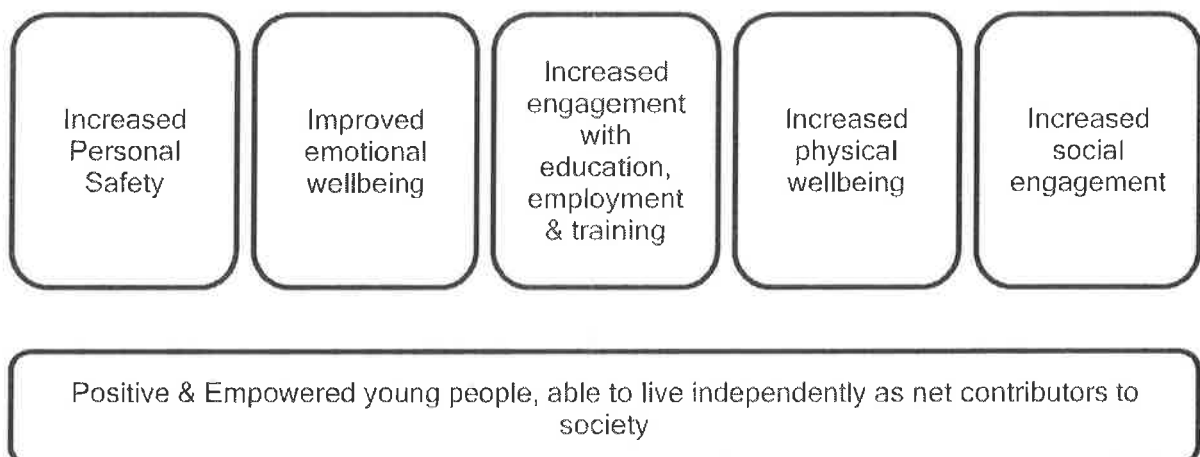 Increased
Personal
Safety
Improved
emotional
wellbeing
Increased
engagement
with
education,
employment
& training
Increased
physical
wellbeing
Increased
social
engagement
Positive & Empowered young people, able to live independently as net contributors to
society